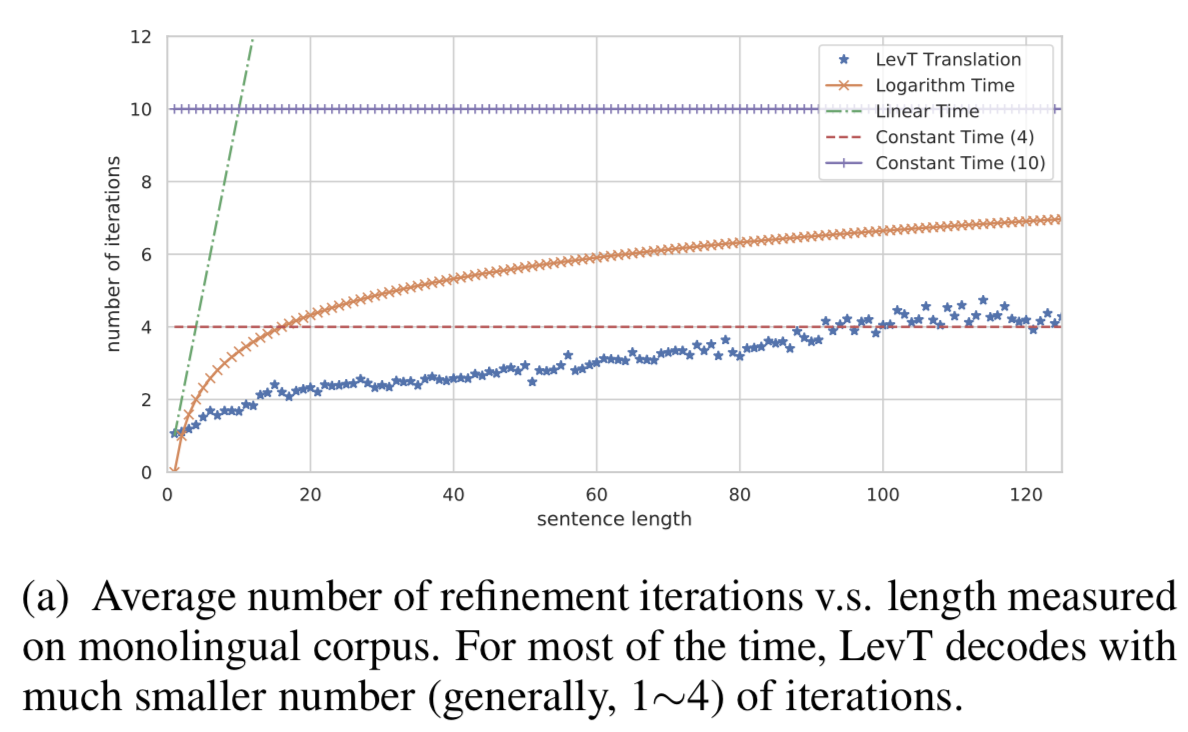 12
10
8
6
4
2
0
number of iterations
0 20 40 60 80 100 120
sentence length
LevT Translation
Logarithm Time
Linear Time
Constant Time (4)
Constant Time (10)
(a) Average number of refinement iterations v.s. length measured
on monolingual corpus. For most of the time, LevT decodes with
much smaller number (generally, 1∼4) of iterations.